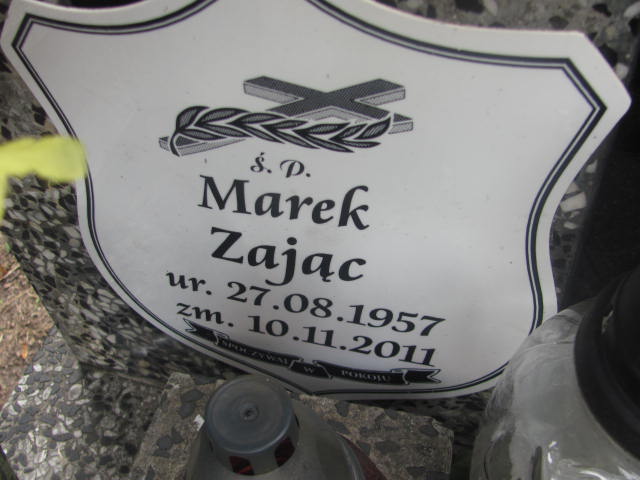 ś. p.
Marek
Zając
ur. 27.08.1957
zm. 10.11.2011
SPOCZYWAJ W POKOJU